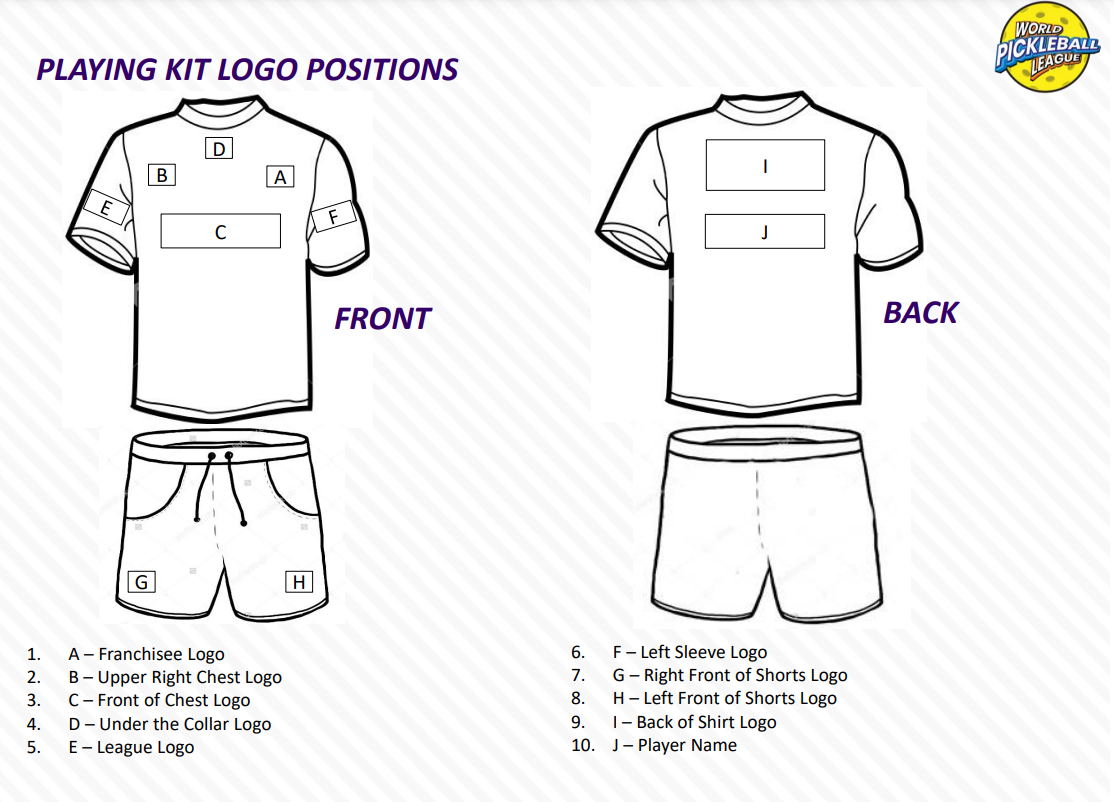 WORLD
PICKLEBALL
LEAGUE
PLAYING KIT LOGO POSITIONS
D
B
A
E
F
C
FRONT
I
J
BACK
G
H
1. A – Franchisee Logo
2. B – Upper Right Chest Logo
3. C – Front of Chest Logo
4. D – Under the Collar Logo
5. E – League Logo
6. F – Left Sleeve Logo
7. G – Right Front of Shorts Logo
8. H – Left Front of Shorts Logo
9. I – Back of Shirt Logo
10. J – Player Name